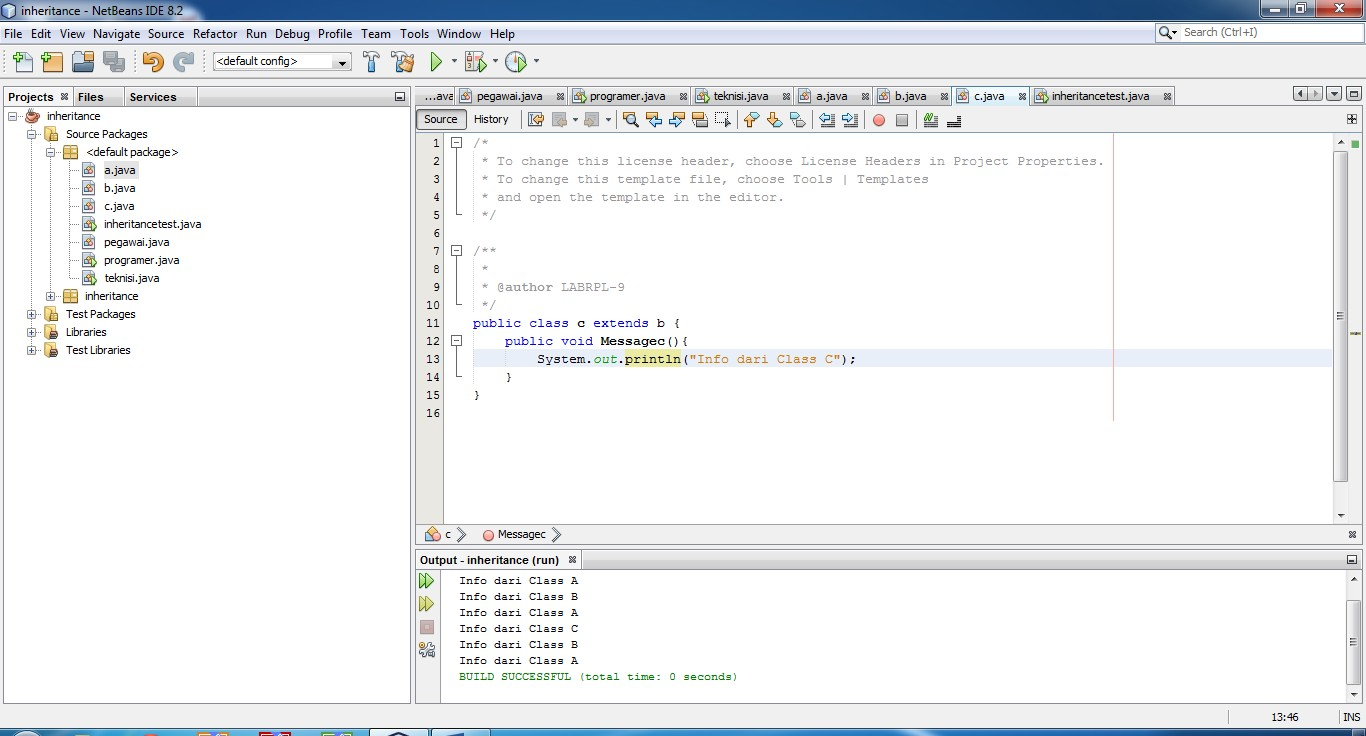 inheritance - NetBeans IDE 8.2
File Edit View Navigate Source Refactor Run Debug Profile Team Tools Window Help
Search (Ctrl+I)
<default config>
Projects Files Services
inheritance
Source Packages
<default package>
a.java
b.java
c.java
inheritancetest.java
pegawai.java
programer.java
teknisi.java
inheritance
Test Packages
Libraries
Test Libraries
...ava pegawai.java programer.java teknisi.java a.java b.java c.java inheritancetest.java
Source History
1 /*
2  * To change this license header, choose License Headers in Project Properties.
3  * To change this template file, choose Tools | Templates
4  * and open the template in the editor.
5  */
6
7 /**
8  *
9  * @author LABRPL-9
10  */
11 public class c extends b {
12     public void Messagec(){
13         System.out.println("Info dari Class C");
14     }
15 }
16
c Messagec
Output - inheritance (run)
Info dari Class A
Info dari Class B
Info dari Class A
Info dari Class C
Info dari Class B
Info dari Class A
BUILD SUCCESSFUL (total time: 0 seconds)
13:46 INS